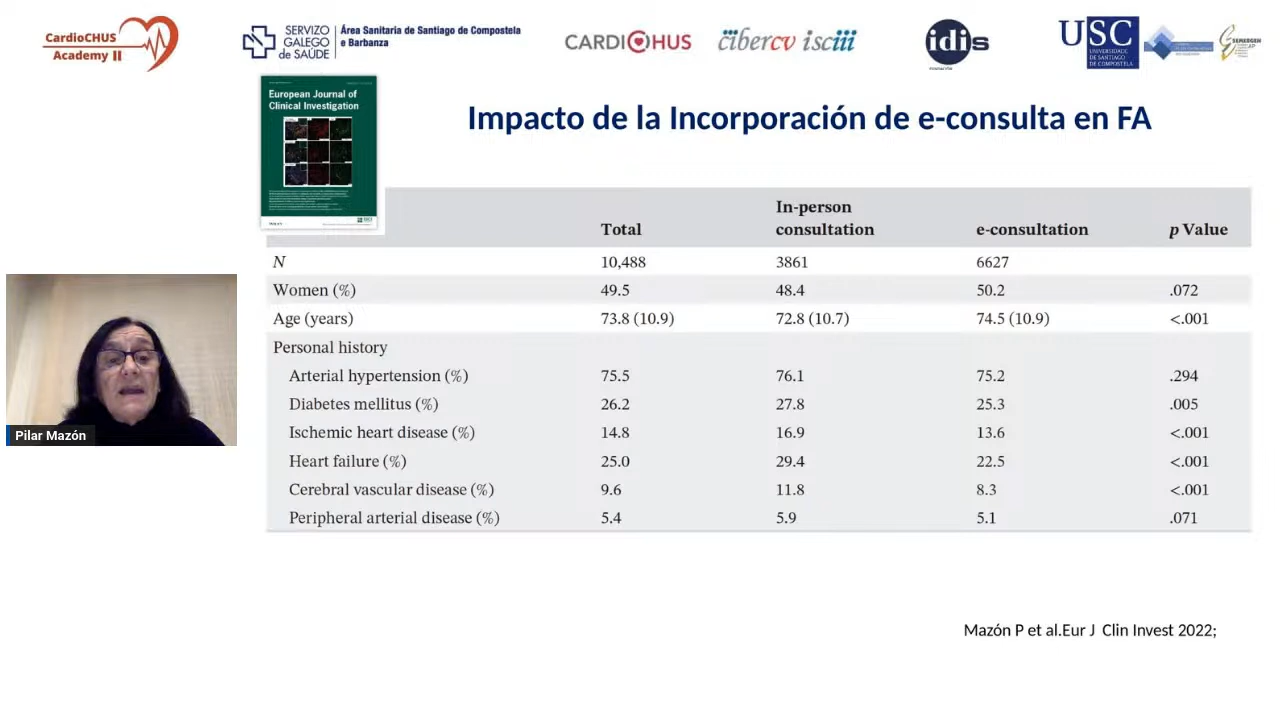 CardioCHUS
Academy II
SERVIZO
GALEGO
de SAÚDE
Área Sanitaria de Santiago de Compostela
e Barbanza
CARDIOHUS
cibercv isciii
idis
FUNDACIÓN
USC
UNIVERSIDADE
DE SANTIAGO
DE COMPOSTELA
SEMERGEN
European Journal of
Clinical Investigation
Impacto de la Incorporación de e-consulta en FA
Total In-person consultation e-consultation p Value
N 10,488 3861 6627
Women (%) 49.5 48.4 50.2 .072
Age (years) 73.8 (10.9) 72.8 (10.7) 74.5 (10.9) <.001
Personal history
Arterial hypertension (%) 75.5 76.1 75.2 .294
Diabetes mellitus (%) 26.2 27.8 25.3 .005
Ischemic heart disease (%) 14.8 16.9 13.6 <.001
Heart failure (%) 25.0 29.4 22.5 <.001
Cerebral vascular disease (%) 9.6 11.8 8.3 <.001
Peripheral arterial disease (%) 5.4 5.9 5.1 .071
Pilar Mazón
Mazón P et al.Eur J Clin Invest 2022;